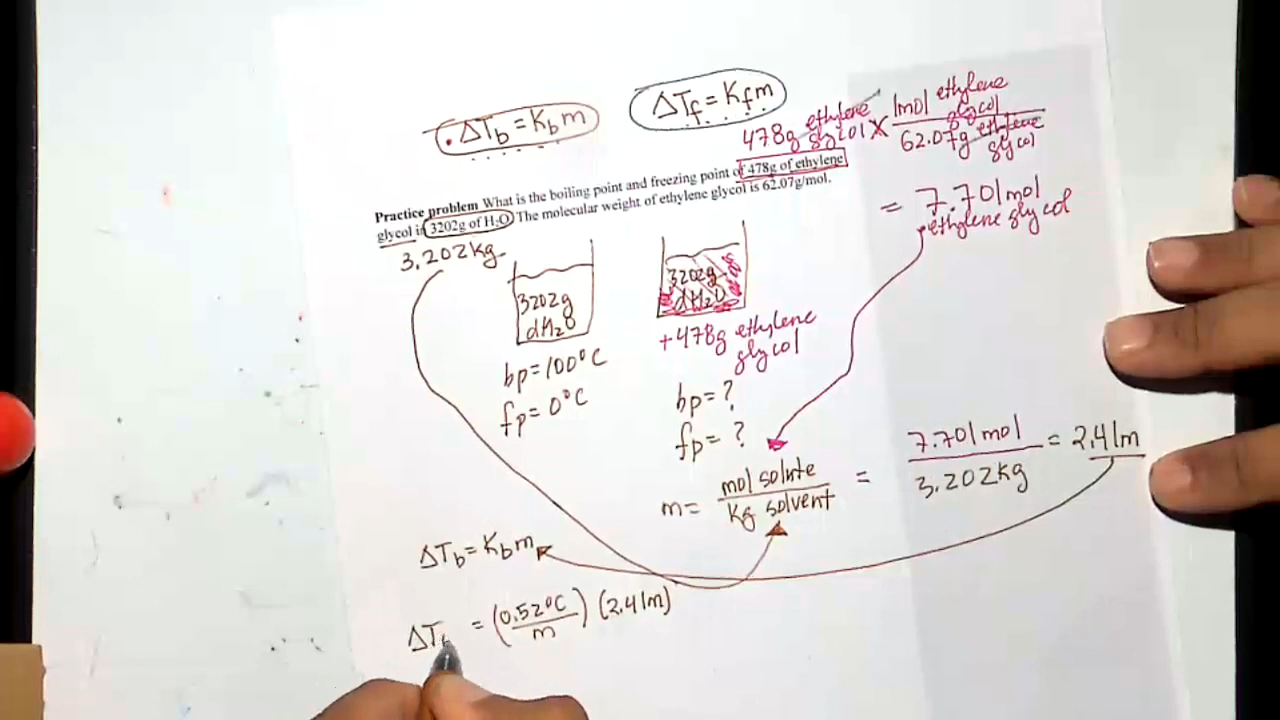 ΔTb = Kbm
ΔTf = Kfm
478g ethylene glycol x 1mol ethylene glycol / 62.07g ethylene glycol
= 7.701mol ethylene glycol
Practice problem What is the boiling point and freezing point of 478g of ethylene
glycol in 3202g of H2O The molecular weight of ethylene glycol is 62.07g/mol.
3.202kg
3202g
dH2O
bp = 100°C
fp = 0°C
3202g
dH2O
+478g ethylene
glycol
bp = ?
fp = ?
m = mol solute / kg solvent = 7.701mol / 3.202kg = 2.41m
ΔTb = Kbm
ΔTb = (0.52°C / m) (2.41m)